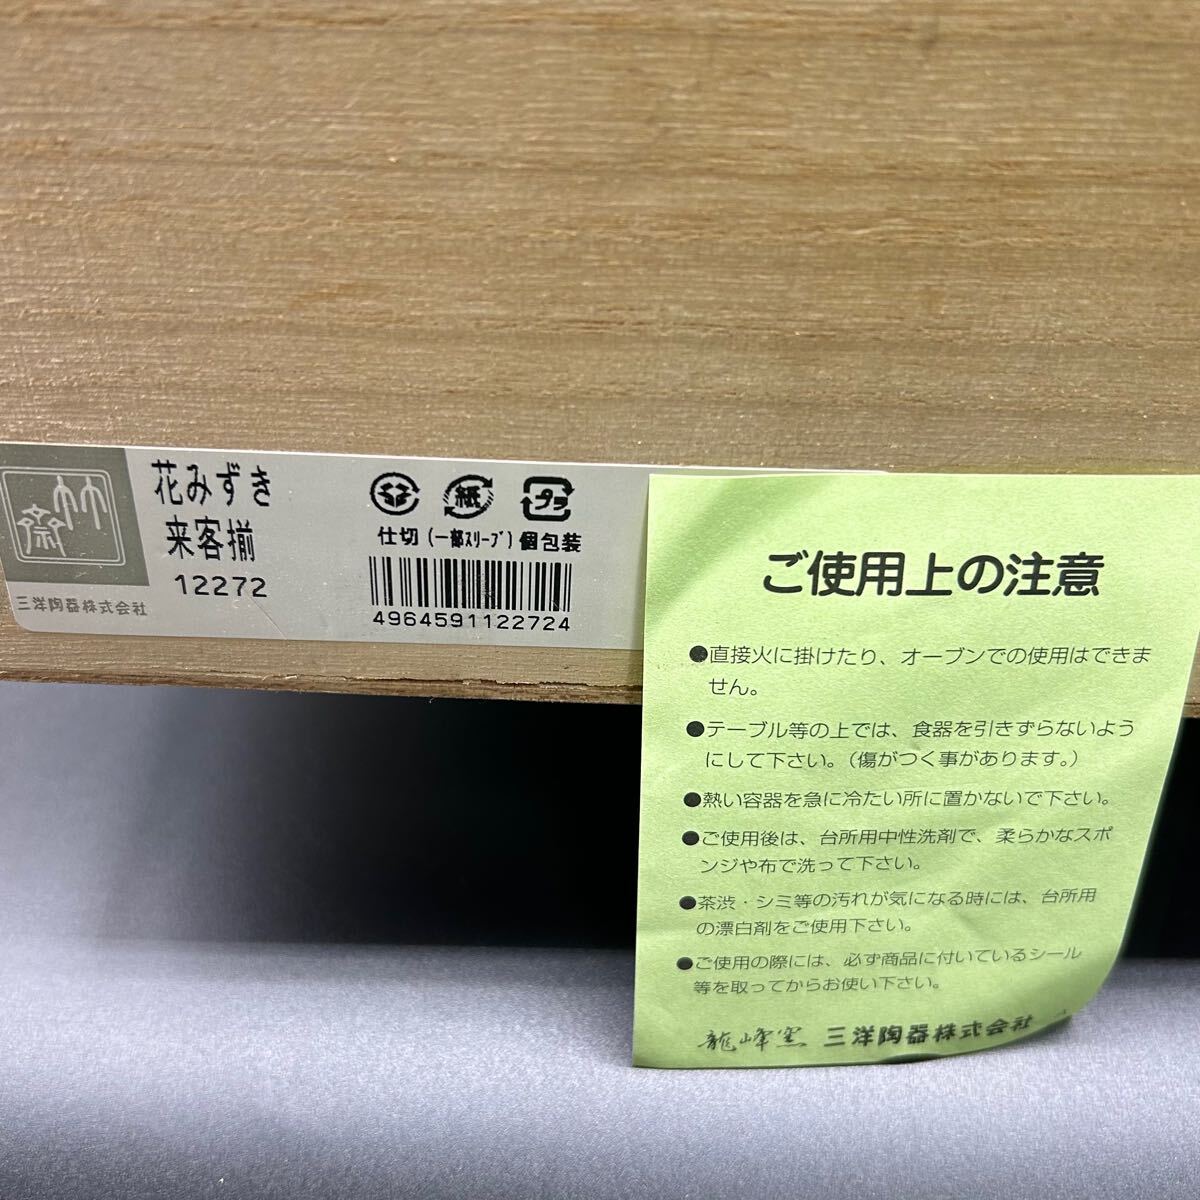 竹斎
花みずき
来客揃
12272
三洋陶器株式会社
紙
プラ
仕切(一部ｽﾘｰﾌﾞ)個包装
4964591122724
ご使用上の注意
●直接火に掛けたり、オーブンでの使用はできま
せん。
●テーブル等の上では、食器を引きずらないよう
にして下さい。(傷がつく事があります。)
●熱い容器を急に冷たい所に置かないで下さい。
●ご使用後は、台所用中性洗剤で、柔らかなスポ
ンジや布で洗って下さい。
●茶渋・シミ等の汚れが気になる時には、台所用
の漂白剤をご使用下さい。
●ご使用の際には、必ず商品に付いているシール
等を取ってからお使い下さい。
龍峰窯 三洋陶器株式会社